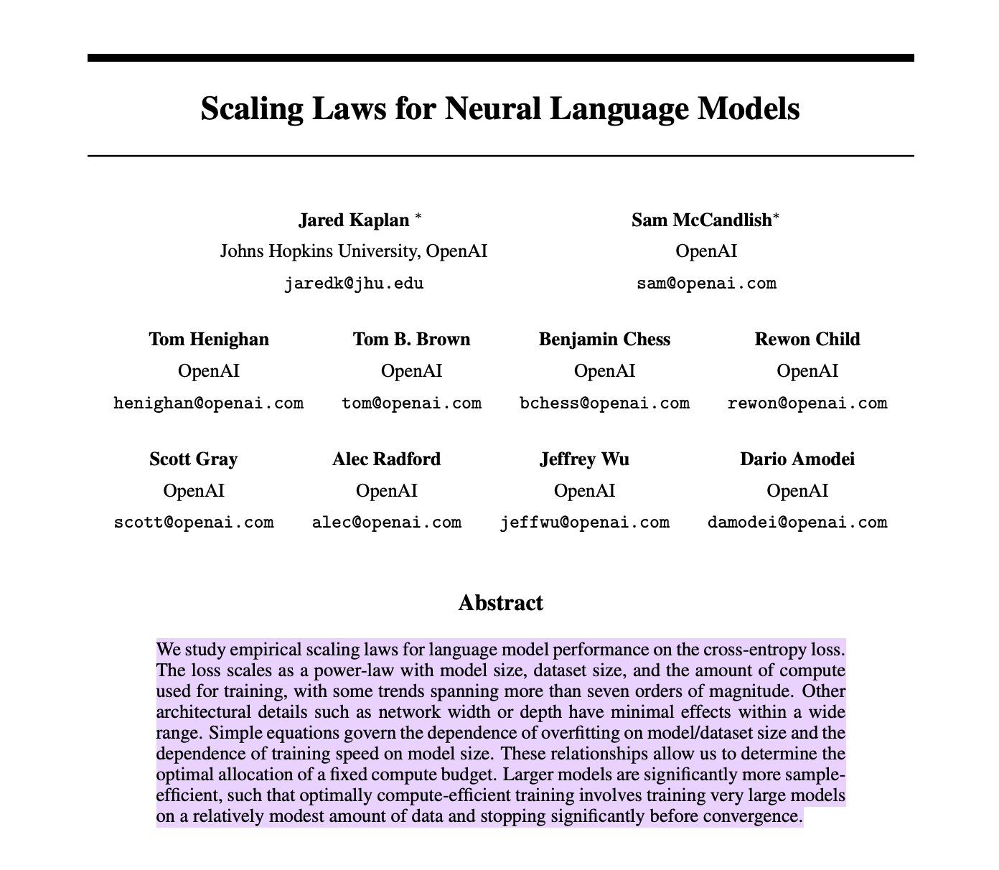 Scaling Laws for Neural Language Models
Jared Kaplan * Sam McCandlish*
Johns Hopkins University, OpenAI OpenAI
jaredk@jhu.edu sam@openai.com
Tom Henighan Tom B. Brown Benjamin Chess Rewon Child
OpenAI OpenAI OpenAI OpenAI
henighan@openai.com tom@openai.com bchess@openai.com rewon@openai.com
Scott Gray Alec Radford Jeffrey Wu Dario Amodei
OpenAI OpenAI OpenAI OpenAI
scott@openai.com alec@openai.com jeffwu@openai.com damodei@openai.com
Abstract
We study empirical scaling laws for language model performance on the cross-entropy loss.
The loss scales as a power-law with model size, dataset size, and the amount of compute
used for training, with some trends spanning more than seven orders of magnitude. Other
architectural details such as network width or depth have minimal effects within a wide
range. Simple equations govern the dependence of overfitting on model/dataset size and the
dependence of training speed on model size. These relationships allow us to determine the
optimal allocation of a fixed compute budget. Larger models are significantly more sample-
efficient, such that optimally compute-efficient training involves training very large models
on a relatively modest amount of data and stopping significantly before convergence.